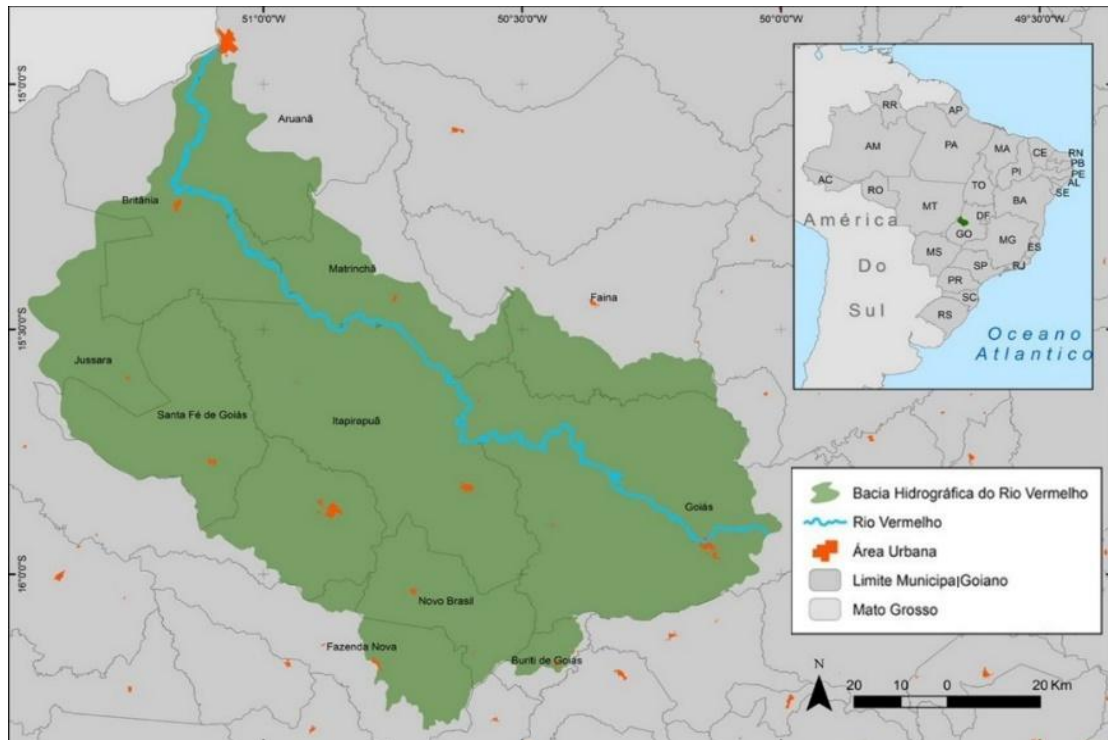 51°0'0"W 50°30'0"W 50°0'0"W 49°30'0"W
15°0'0"S
15°30'0"S
16°0'0"S
Aruanã
Britânia
Matrinchã
Faina
Jussara
Santa Fé de Goiás
Itapirapuã
Goiás
Novo Brasil
Fazenda Nova
Buriti de Goiás
RR
AP
AM
PA
MA
CE
RN
PB
PE
AL
SE
PI
AC
RO
TO
BA
MT
DF
GO
MG
ES
MS
SP
RJ
PR
SC
RS
América
Do
Sul
Oceano
Atlantico
Bacia Hidrográfica do Rio Vermelho
Rio Vermelho
Área Urbana
Limite Municipa|Goiano
Mato Grosso
N
20 10 0 20 Km